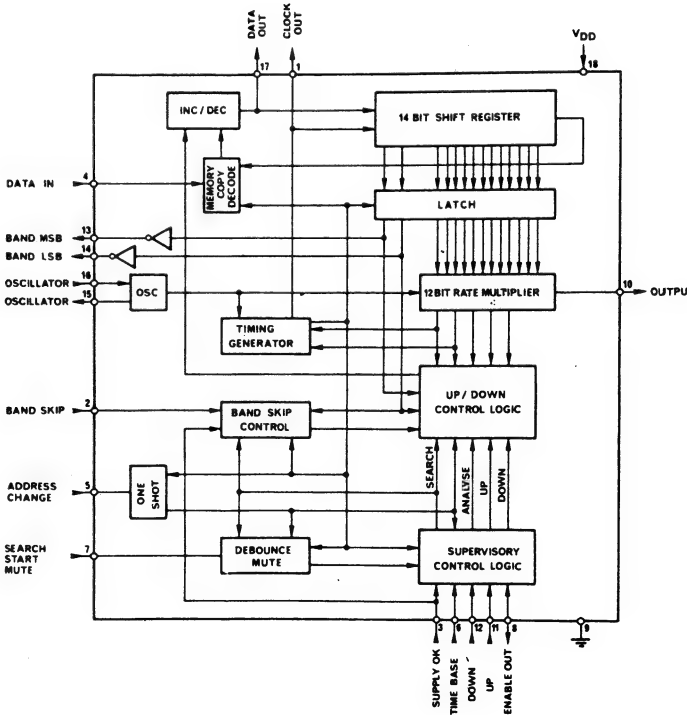 DATA OUT
CLOCK OUT
VDD
17
1
18
INC / DEC
14 BIT SHIFT REGISTER
DATA IN
4
MEMORY COPY DECODE
LATCH
BAND MSB
13
BAND LSB
14
OSCILLATOR
16
OSCILLATOR
15
OSC
12 BIT RATE MULTIPLIER
10
OUTPUT
TIMING GENERATOR
UP / DOWN CONTROL LOGIC
BAND SKIP
2
BAND SKIP CONTROL
SEARCH
ANALYSE
UP
DOWN
ADDRESS CHANGE
5
ONE SHOT
SEARCH START MUTE
7
DEBOUNCE MUTE
SUPERVISORY CONTROL LOGIC
3
6
12
11
8
9
SUPPLY OK
TIME BASE
DOWN
UP
ENABLE OUT